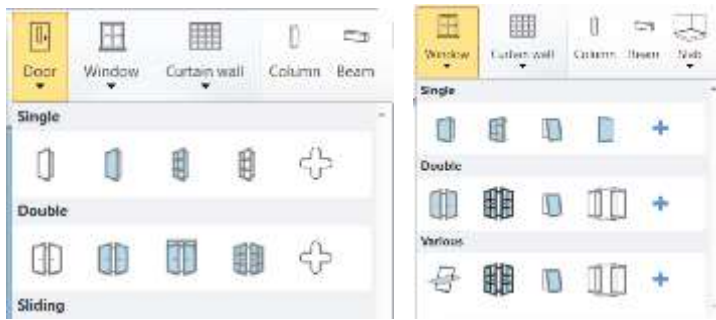 Door Window Curtain wall Column Beam
Single
Double
Sliding
Window Curtain wall Column Beam Slab
Single
Double
Various